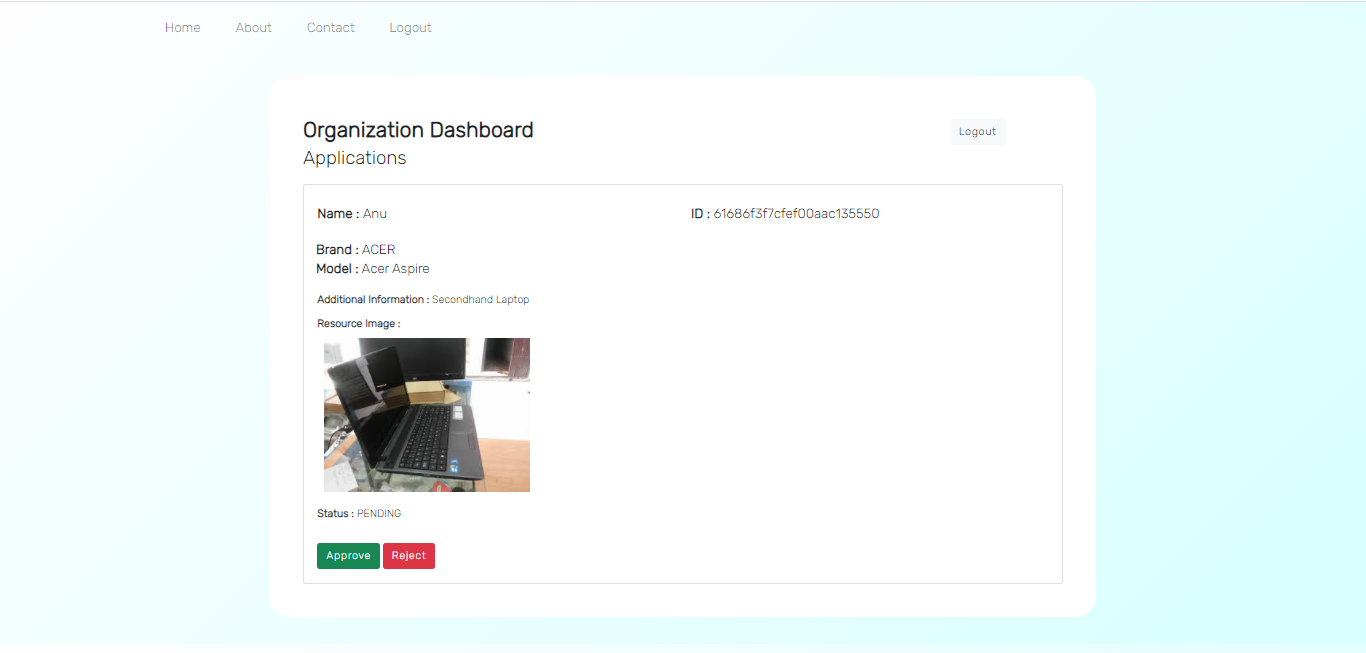 Home About Contact Logout
Organization Dashboard
Logout
Applications
Name : Anu
ID : 61686f3f7cfef00aac135550
Brand : ACER
Model : Acer Aspire
Additional Information : Secondhand Laptop
Resource Image :
Status : PENDING
Approve Reject